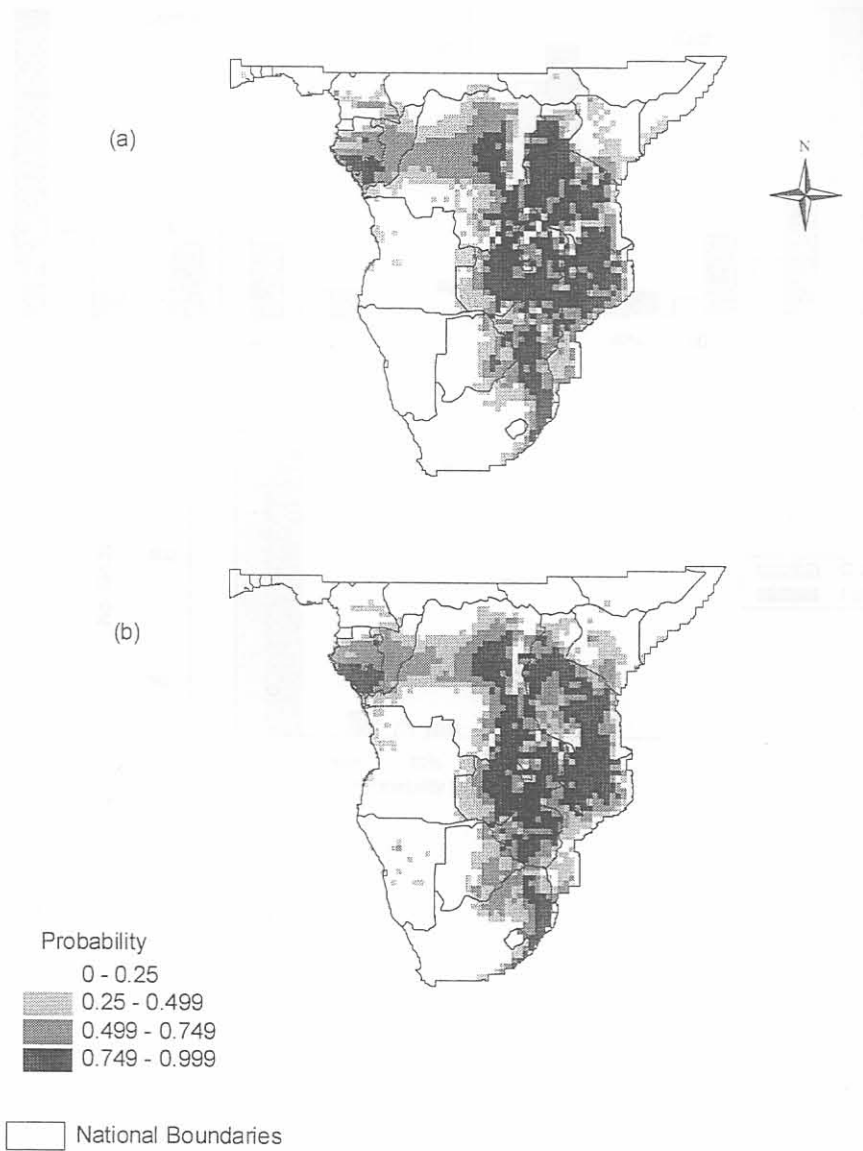 (a)
N
(b)
Probability
0 - 0.25
0.25 - 0.499
0.499 - 0.749
0.749 - 0.999
National Boundaries